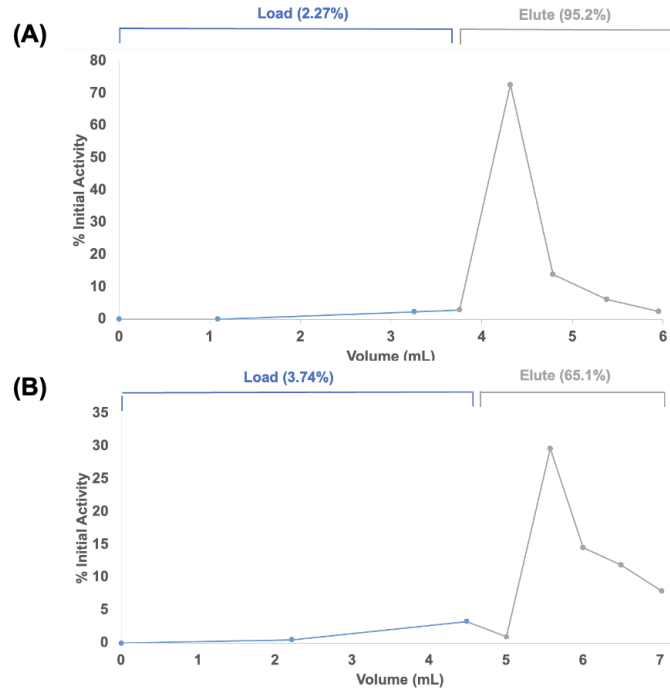 (A)
Load (2.27%)
Elute (95.2%)
80
70
60
50
40
30
20
10
0
% Initial Activity
0 1 2 3 4 5 6
Volume (mL)
(B)
Load (3.74%)
Elute (65.1%)
35
30
25
20
15
10
5
0
% Initial Activity
0 1 2 3 4 5 6 7
Volume (mL)